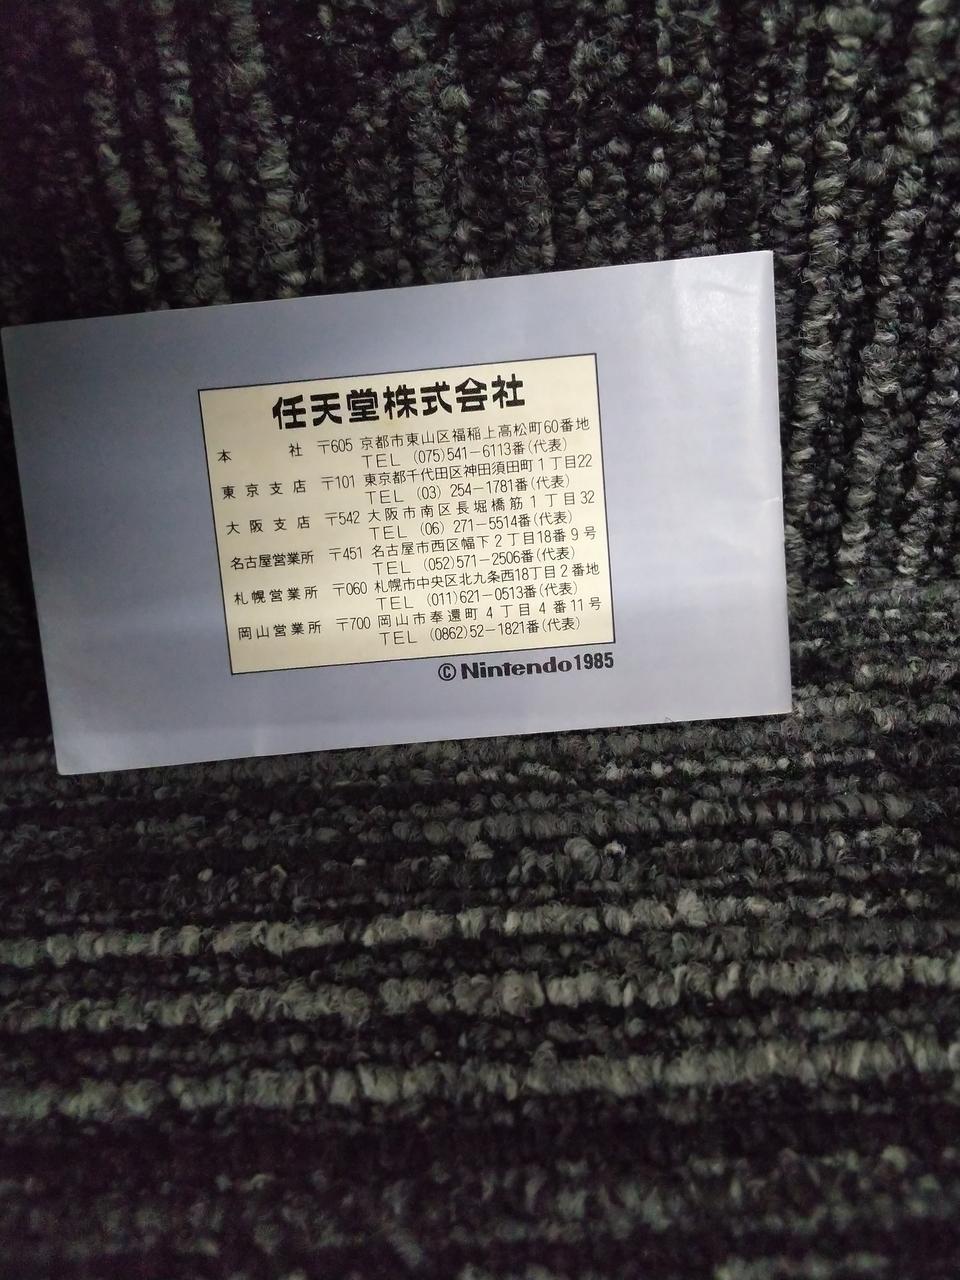 任天堂株式会社
本社 〒605 京都市東山区福稲上高松町60番地
TEL (075)541-6113番(代表)
東京支店 〒101 東京都千代田区神田須田町1丁目22
TEL (03) 254-1781番(代表)
大阪支店 〒542 大阪市南区長堀橋筋1丁目32
TEL (06) 271-5514番(代表)
名古屋営業所 〒451 名古屋市西区幅下2丁目18番9号
TEL (052)571-2506番(代表)
札幌営業所 〒060 札幌市中央区北九条西18丁目2番地
TEL (011)621-0513番(代表)
岡山営業所 〒700 岡山市奉還町4丁目4番11号
TEL (0862)52-1821番(代表)
©Nintendo1985